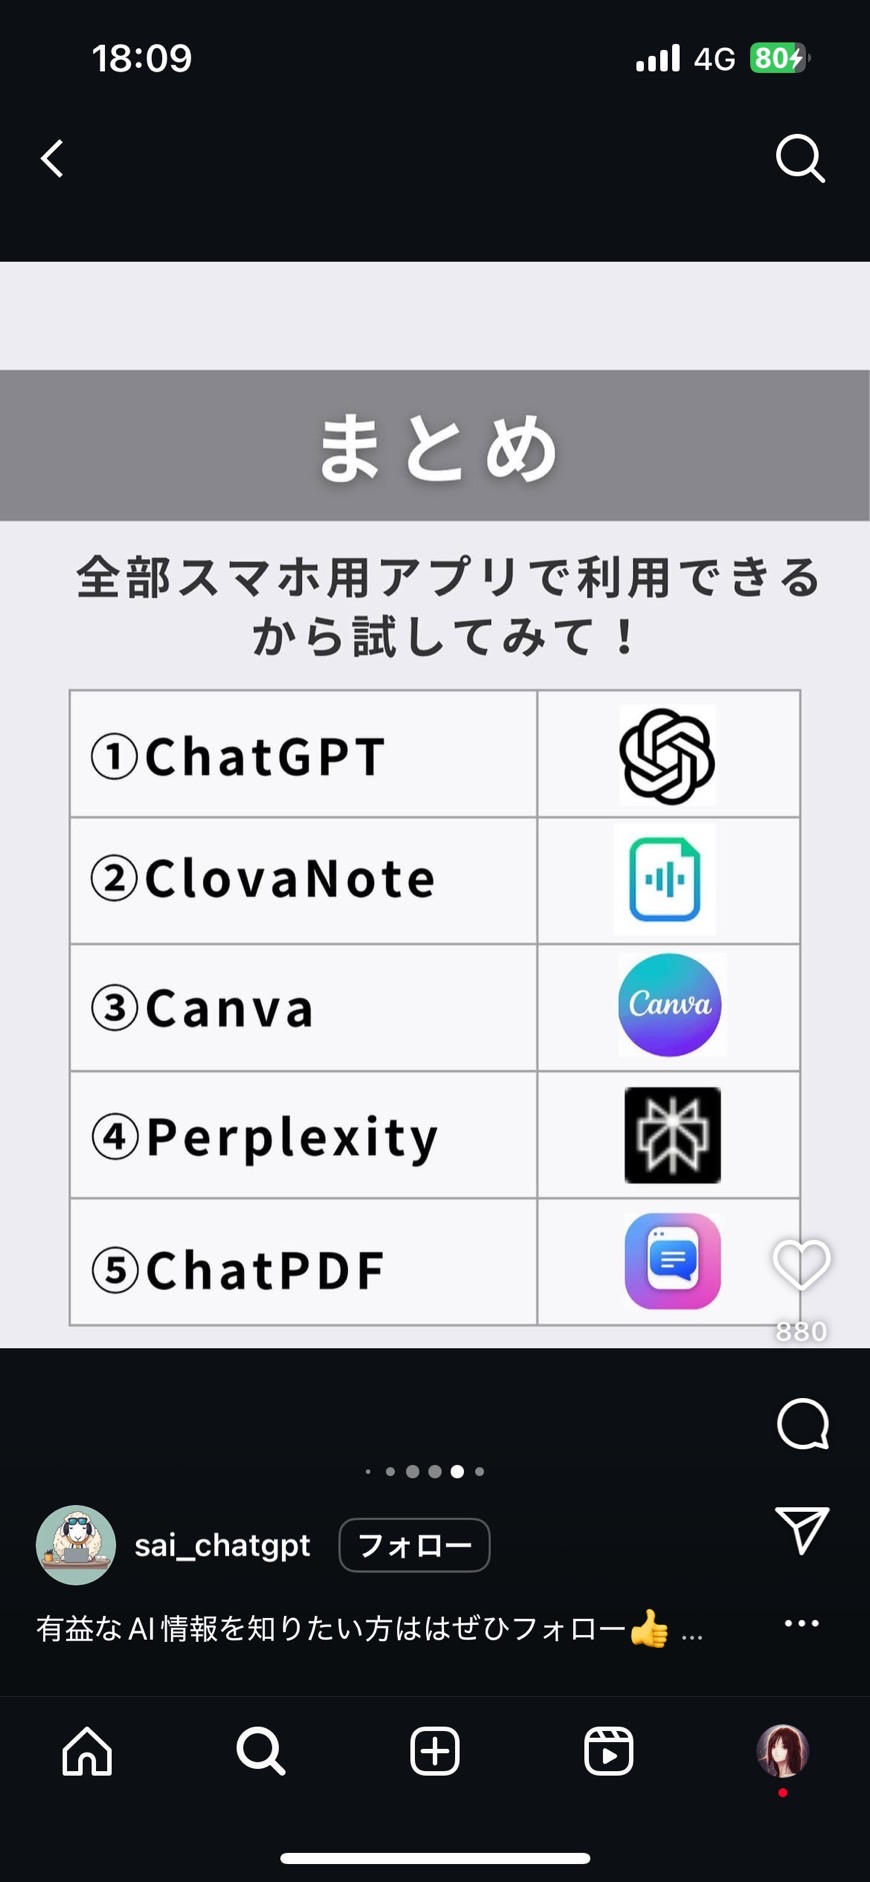 18:09
4G
80
まとめ
全部スマホ用アプリで利用できる
から試してみて！
①ChatGPT
②ClovaNote
③Canva
Canva
④Perplexity
⑤ChatPDF
880
sai_chatgpt
フォロー
有益なAI情報を知りたい方ははぜひフォロー👍 ...